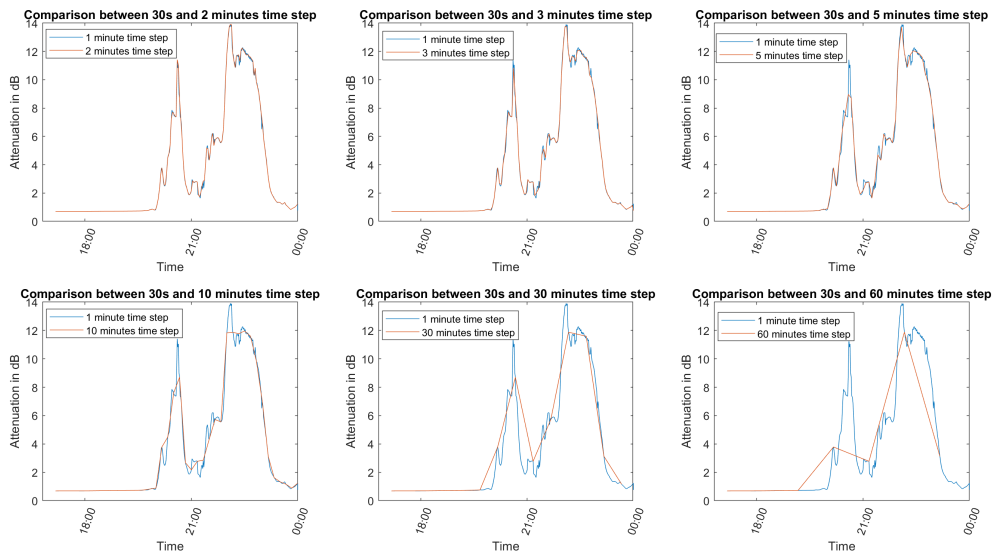 Comparison between 30s and 2 minutes time step
14
12
10
8
6
4
2
0
Attenuation in dB
1 minute time step
2 minutes time step
18:00
21:00
00:00
Time
Comparison between 30s and 3 minutes time step
14
12
10
8
6
4
2
0
Attenuation in dB
1 minute time step
3 minutes time step
18:00
21:00
00:00
Time
Comparison between 30s and 5 minutes time step
14
12
10
8
6
4
2
0
Attenuation in dB
1 minute time step
5 minutes time step
18:00
21:00
00:00
Time
Comparison between 30s and 10 minutes time step
14
12
10
8
6
4
2
0
Attenuation in dB
1 minute time step
10 minutes time step
18:00
21:00
00:00
Time
Comparison between 30s and 30 minutes time step
14
12
10
8
6
4
2
0
Attenuation in dB
1 minute time step
30 minutes time step
18:00
21:00
00:00
Time
Comparison between 30s and 60 minutes time step
14
12
10
8
6
4
2
0
Attenuation in dB
1 minute time step
60 minutes time step
18:00
21:00
00:00
Time